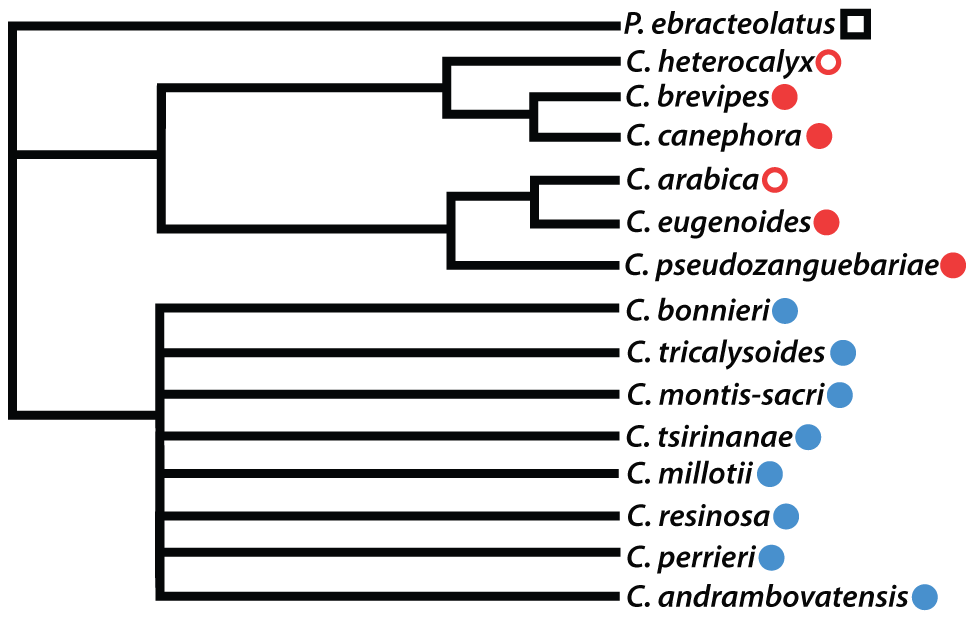 P. ebracteolatus
C. heterocalyx
C. brevipes
C. canephora
C. arabica
C. eugenoides
C. pseudozanguebariae
C. bonnieri
C. tricalysoides
C. montis-sacri
C. tsirinanae
C. millotii
C. resinosa
C. perrieri
C. andrambovatensis